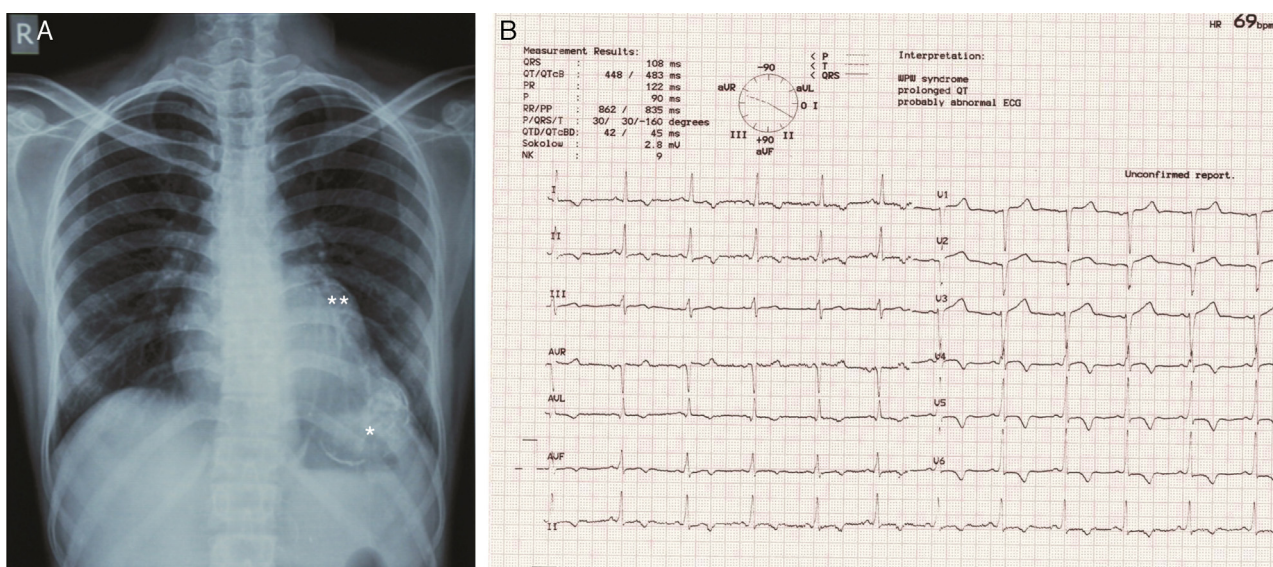 R A
**
*
B
HR 69bpm
Measurement Results:
QRS : 108 ms
QT/QTcB : 448 / 483 ms
PR : 122 ms
P : 90 ms
RR/PP : 862 / 835 ms
P/QRS/T : 30/ 30/-160 degrees
QTD/QTcBD: 42 / 45 ms
Sokolow : 2.8 mV
NK : 9
< P
< T
< QRS
-90
aVR
aVL
0 I
III
II
+90
aVF
Interpretation:
WPW syndrome
prolonged QT
probably abnormal ECG
Unconfirmed report.
I
II
III
AVR
AVL
AVF
II
V1
V2
V3
V4
V5
V6